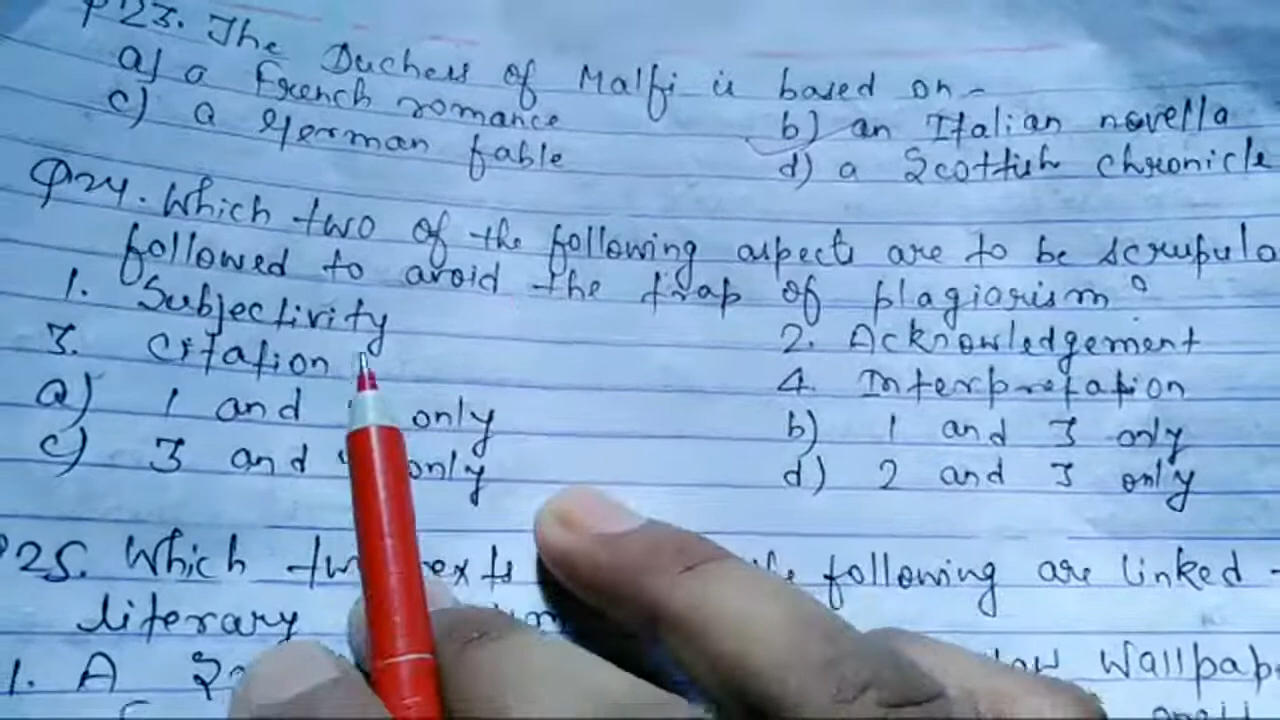 P23. The Duchess of Malfi is based on -
a) a French romance b) an Italian novella
c) a German fable d) a Scottish chronicle
Q24. Which two of the following aspects are to be scrupulo
followed to avoid the trap of plagiarism?
1. Subjectivity 2. Acknowledgement
3. Citation 4. Interpretation
a) 1 and only b) 1 and 3 only
c) 3 and only d) 2 and 3 only
25. Which following are linked -
literary
1. A Wallpap